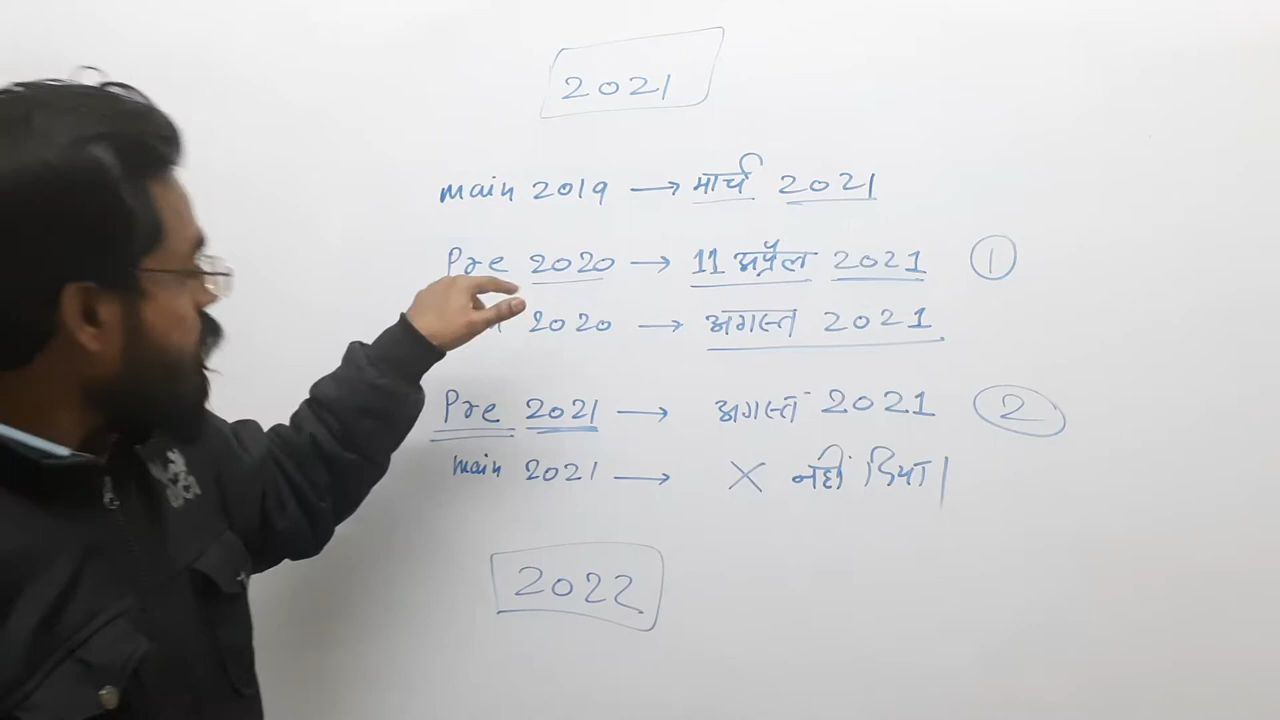 2021
main 2019 → मार्च 2021
Pre 2020 → 11 अप्रैल 2021 1
2020 → अगस्त 2021
Pre 2021 → अगस्त 2021 2
main 2021 → X नहीं दिया।
2022